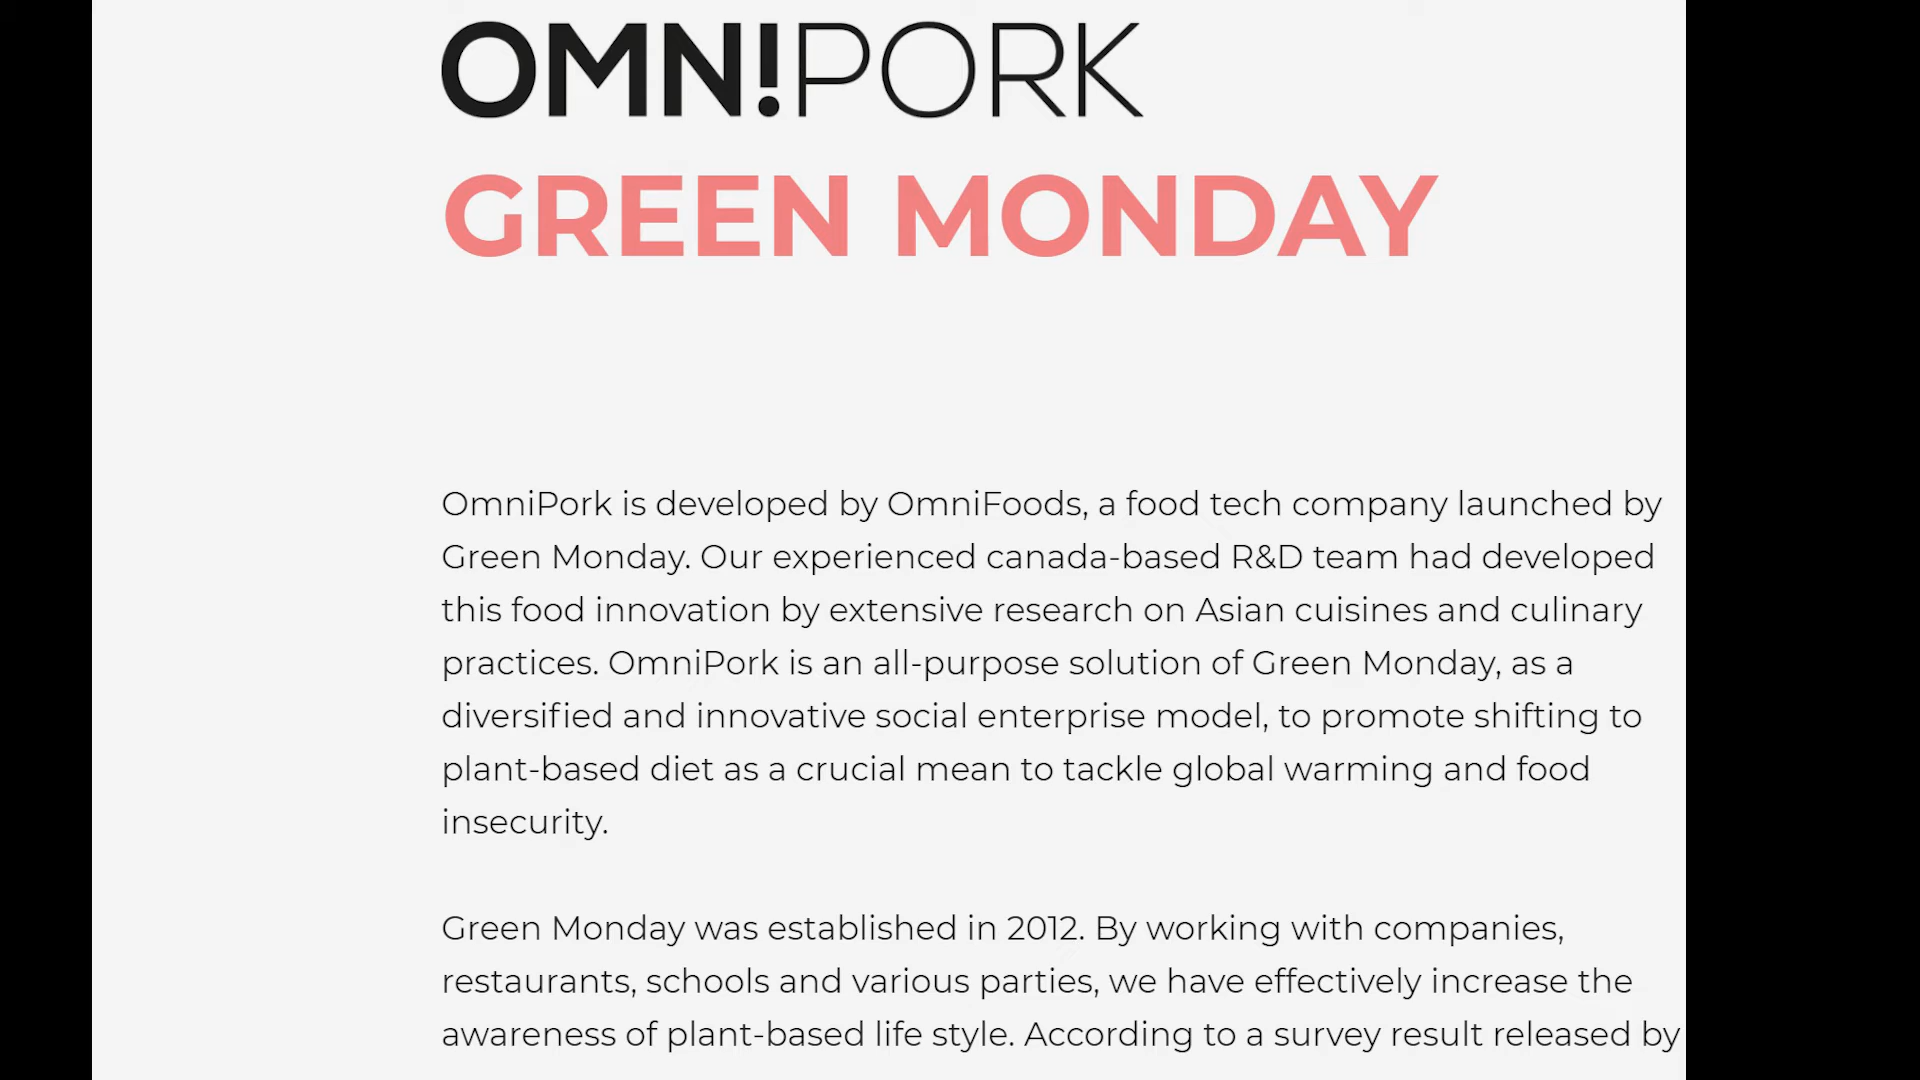 OMN!PORK
GREEN MONDAY
OmniPork is developed by OmniFoods, a food tech company launched by
Green Monday. Our experienced canada-based R&D team had developed
this food innovation by extensive research on Asian cuisines and culinary
practices. OmniPork is an all-purpose solution of Green Monday, as a
diversified and innovative social enterprise model, to promote shifting to
plant-based diet as a crucial mean to tackle global warming and food
insecurity.
Green Monday was established in 2012. By working with companies,
restaurants, schools and various parties, we have effectively increase the
awareness of plant-based life style. According to a survey result released by